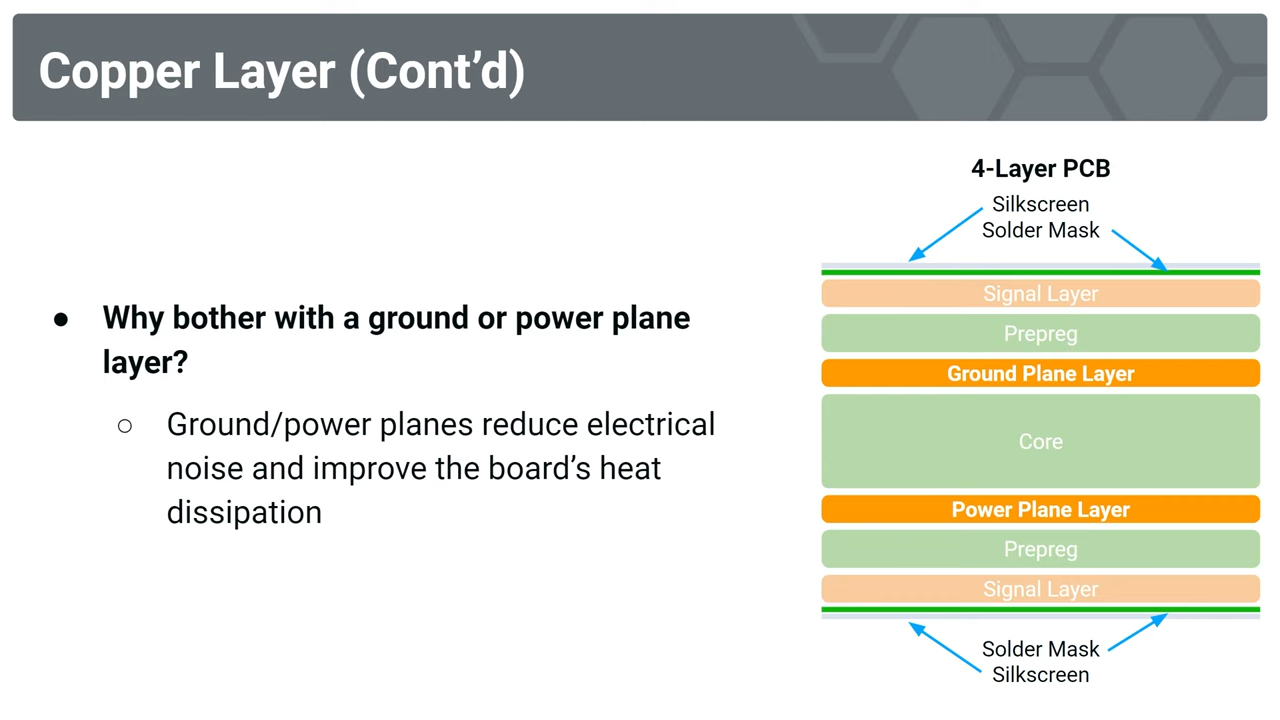 Copper Layer (Cont’d)
● Why bother with a ground or power plane
layer?
○ Ground/power planes reduce electrical
noise and improve the board’s heat
dissipation
4-Layer PCB
Silkscreen
Solder Mask
Signal Layer
Prepreg
Ground Plane Layer
Core
Power Plane Layer
Prepreg
Signal Layer
Solder Mask
Silkscreen